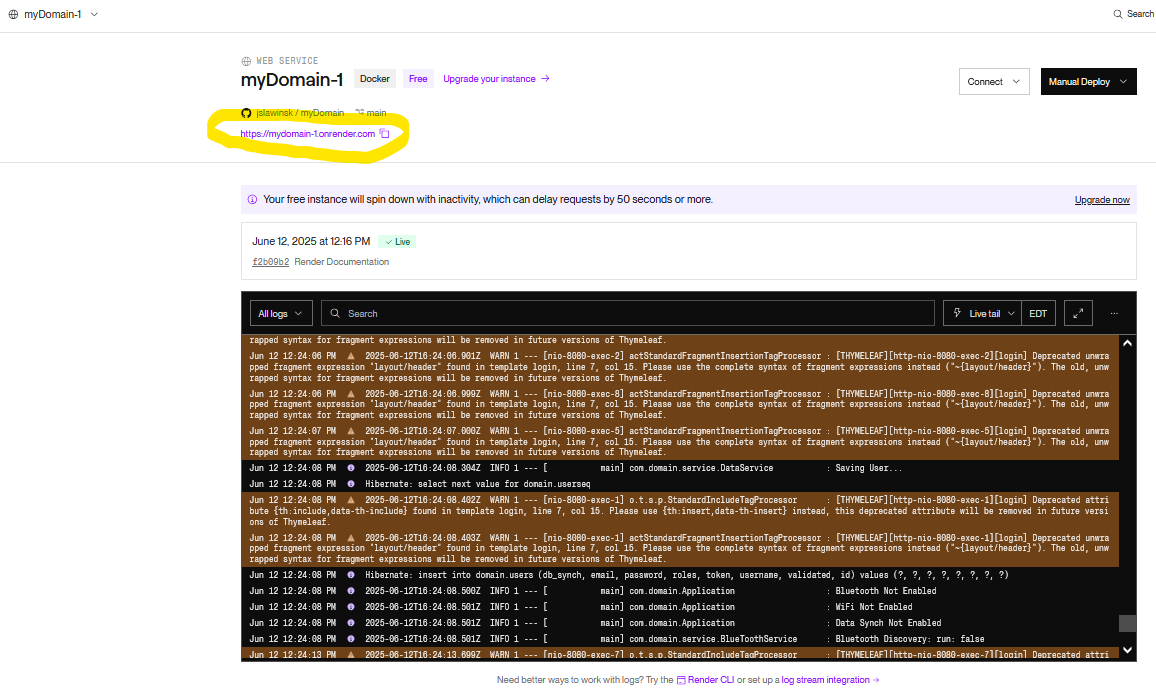 myDomain-1
Search
WEB SERVICE
myDomain-1 Docker Free Upgrade your instance →
Connect
Manual Deploy
jslawinsk / myDomain main
https://mydomain-1.onrender.com
Your free instance will spin down with inactivity, which can delay requests by 50 seconds or more.
Upgrade now
June 12, 2025 at 12:16 PM ✓ Live
f2b09b2 Render Documentation
All logs
Search
Live tail
EDT
...
rapped syntax for fragment expressions will be removed in future versions of Thymeleaf.
Jun 12 12:24:06 PM 2025-06-12T16:24:06.901Z WARN 1 --- [nio-8080-exec-2] actStandardFragmentInsertionTagProcessor : [THYMELEAF][http-nio-8080-exec-2][login] Deprecated unwra
pped fragment expression "layout/header" found in template login, line 7, col 15. Please use the complete syntax of fragment expressions instead ("~{layout/header}"). The old, unw
rapped syntax for fragment expressions will be removed in future versions of Thymeleaf.
Jun 12 12:24:06 PM 2025-06-12T16:24:06.999Z WARN 1 --- [nio-8080-exec-8] actStandardFragmentInsertionTagProcessor : [THYMELEAF][http-nio-8080-exec-8][login] Deprecated unwra
pped fragment expression "layout/header" found in template login, line 7, col 15. Please use the complete syntax of fragment expressions instead ("~{layout/header}"). The old, unw
rapped syntax for fragment expressions will be removed in future versions of Thymeleaf.
Jun 12 12:24:07 PM 2025-06-12T16:24:07.000Z WARN 1 --- [nio-8080-exec-5] actStandardFragmentInsertionTagProcessor : [THYMELEAF][http-nio-8080-exec-5][login] Deprecated unwra
pped fragment expression "layout/header" found in template login, line 7, col 15. Please use the complete syntax of fragment expressions instead ("~{layout/header}"). The old, unw
rapped syntax for fragment expressions will be removed in future versions of Thymeleaf.
Jun 12 12:24:08 PM 2025-06-12T16:24:08.304Z INFO 1 --- [ main] com.domain.service.DataService : Saving User...
Jun 12 12:24:08 PM Hibernate: select next value for domain.userseq
Jun 12 12:24:08 PM 2025-06-12T16:24:08.402Z WARN 1 --- [nio-8080-exec-1] o.t.s.p.StandardIncludeTagProcessor : [THYMELEAF][http-nio-8080-exec-1][login] Deprecated attri
bute {th:include,data-th-include} found in template login, line 7, col 15. Please use {th:insert,data-th-insert} instead, this deprecated attribute will be removed in future versi
ons of Thymeleaf.
Jun 12 12:24:08 PM 2025-06-12T16:24:08.403Z WARN 1 --- [nio-8080-exec-1] actStandardFragmentInsertionTagProcessor : [THYMELEAF][http-nio-8080-exec-1][login] Deprecated unwra
pped fragment expression "layout/header" found in template login, line 7, col 15. Please use the complete syntax of fragment expressions instead ("~{layout/header}"). The old, unw
rapped syntax for fragment expressions will be removed in future versions of Thymeleaf.
Jun 12 12:24:08 PM Hibernate: insert into domain.users (db_synch, email, password, roles, token, username, validated, id) values (?, ?, ?, ?, ?, ?, ?, ?)
Jun 12 12:24:08 PM 2025-06-12T16:24:08.500Z INFO 1 --- [ main] com.domain.Application : Bluetooth Not Enabled
Jun 12 12:24:08 PM 2025-06-12T16:24:08.501Z INFO 1 --- [ main] com.domain.Application : WiFi Not Enabled
Jun 12 12:24:08 PM 2025-06-12T16:24:08.501Z INFO 1 --- [ main] com.domain.Application : Data Synch Not Enabled
Jun 12 12:24:08 PM 2025-06-12T16:24:08.501Z INFO 1 --- [ main] com.domain.service.BlueToothService : Bluetooth Discovery: run: false
Jun 12 12:24:13 PM 2025-06-12T16:24:13.699Z WARN 1 --- [nio-8080-exec-7] o.t.s.p.StandardIncludeTagProcessor : [THYMELEAF][http-nio-8080-exec-7][login] Deprecated attri
Need better ways to work with logs? Try the Render CLI or set up a log stream integration →